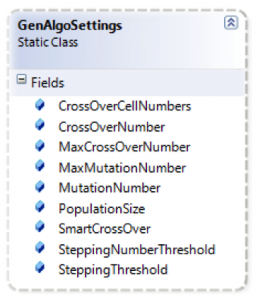 GenAlgoSettings
Static Class
Fields
CrossOverCellNumbers
CrossOverNumber
MaxCrossOverNumber
MaxMutationNumber
MutationNumber
PopulationSize
SmartCrossOver
SteppingNumberThreshold
SteppingThreshold